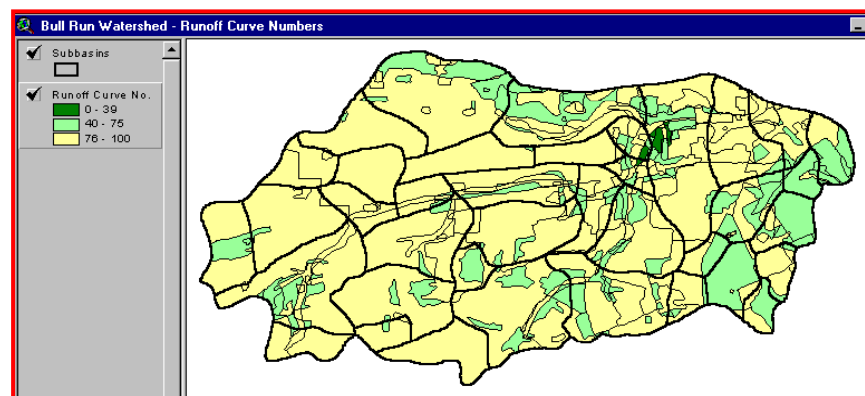 Bull Run Watershed - Runoff Curve Numbers
Subbasins
Runoff Curve No.
0 - 39
40 - 75
76 - 100